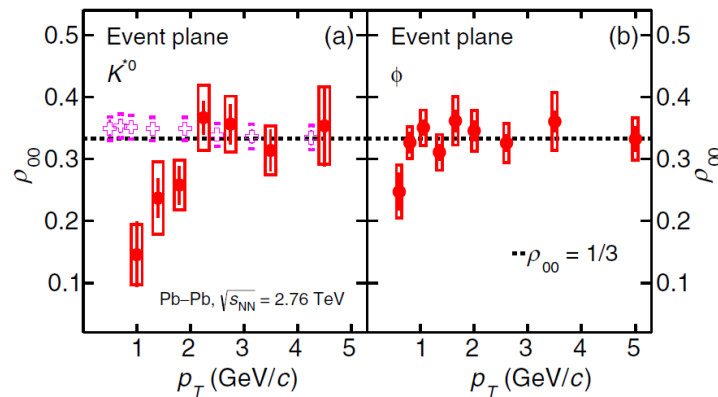 Event plane (a)
K*0
Pb–Pb, √sNN = 2.76 TeV
ρ00
0.5
0.4
0.3
0.2
0.1
0 1 2 3 4 5
pT (GeV/c)
Event plane (b)
ϕ
ρ00 = 1/3
1 2 3 4 5
pT (GeV/c)
0.5
0.4
0.3
0.2
0.1
ρ00